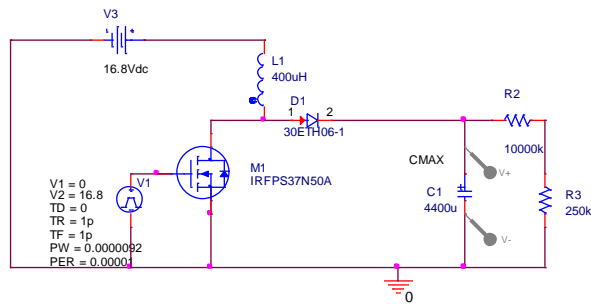 V3
16.8Vdc
L1
400uH
D1
1
2
30ETH06-1
R2
10000k
CMAX
V+
C1
4400u
R3
250k
V-
M1
IRFPS37N50A
V1
V1 = 0
V2 = 16.8
TD = 0
TR = 1p
TF = 1p
PW = 0.0000092
PER = 0.00001
0